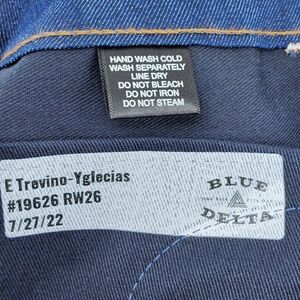 HAND WASH COLD
WASH SEPARATELY
LINE DRY
DO NOT BLEACH
DO NOT IRON
DO NOT STEAM
E Trevino-Yglecias
#19626 RW26
7/27/22
BLUE
DELTA